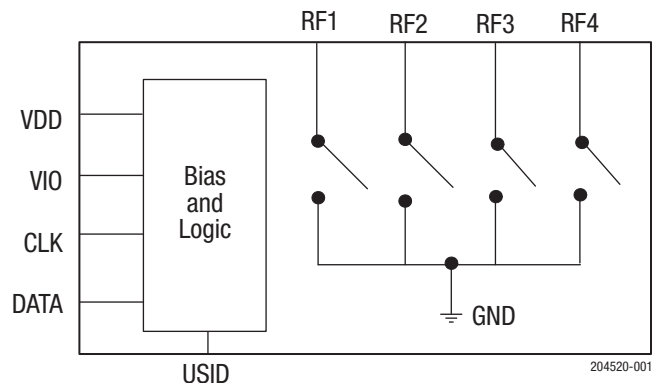 RF1 RF2 RF3 RF4
VDD
VIO
CLK
DATA
Bias
and
Logic
GND
USID
204520-001